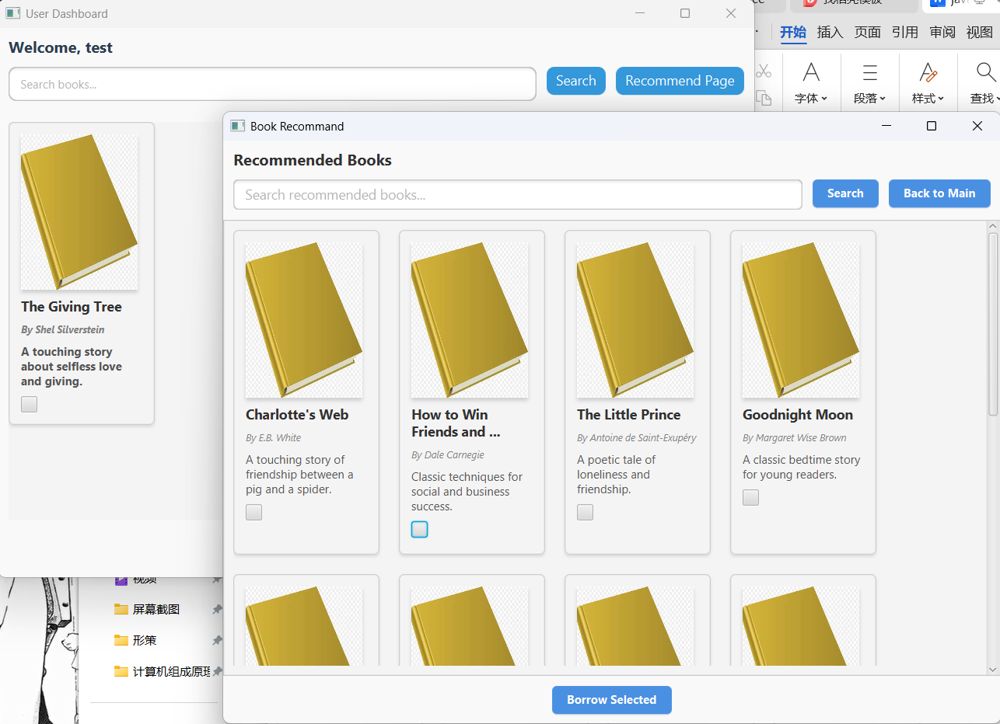 User Dashboard
Welcome, test
Search books...
Search
Recommend Page
开始 插入 页面 引用 审阅 视图
字体 段落 样式 查找
The Giving Tree
By Shel Silverstein
A touching story
about selfless love
and giving.
Book Recommand
Recommended Books
Search recommended books...
Search
Back to Main
Charlotte's Web
By E.B. White
A touching story of
friendship between a
pig and a spider.
How to Win
Friends and ...
By Dale Carnegie
Classic techniques for
social and business
success.
The Little Prince
By Antoine de Saint-Exupéry
A poetic tale of
loneliness and
friendship.
Goodnight Moon
By Margaret Wise Brown
A classic bedtime story
for young readers.
Borrow Selected
视频
屏幕截图
形策
计算机组成原理